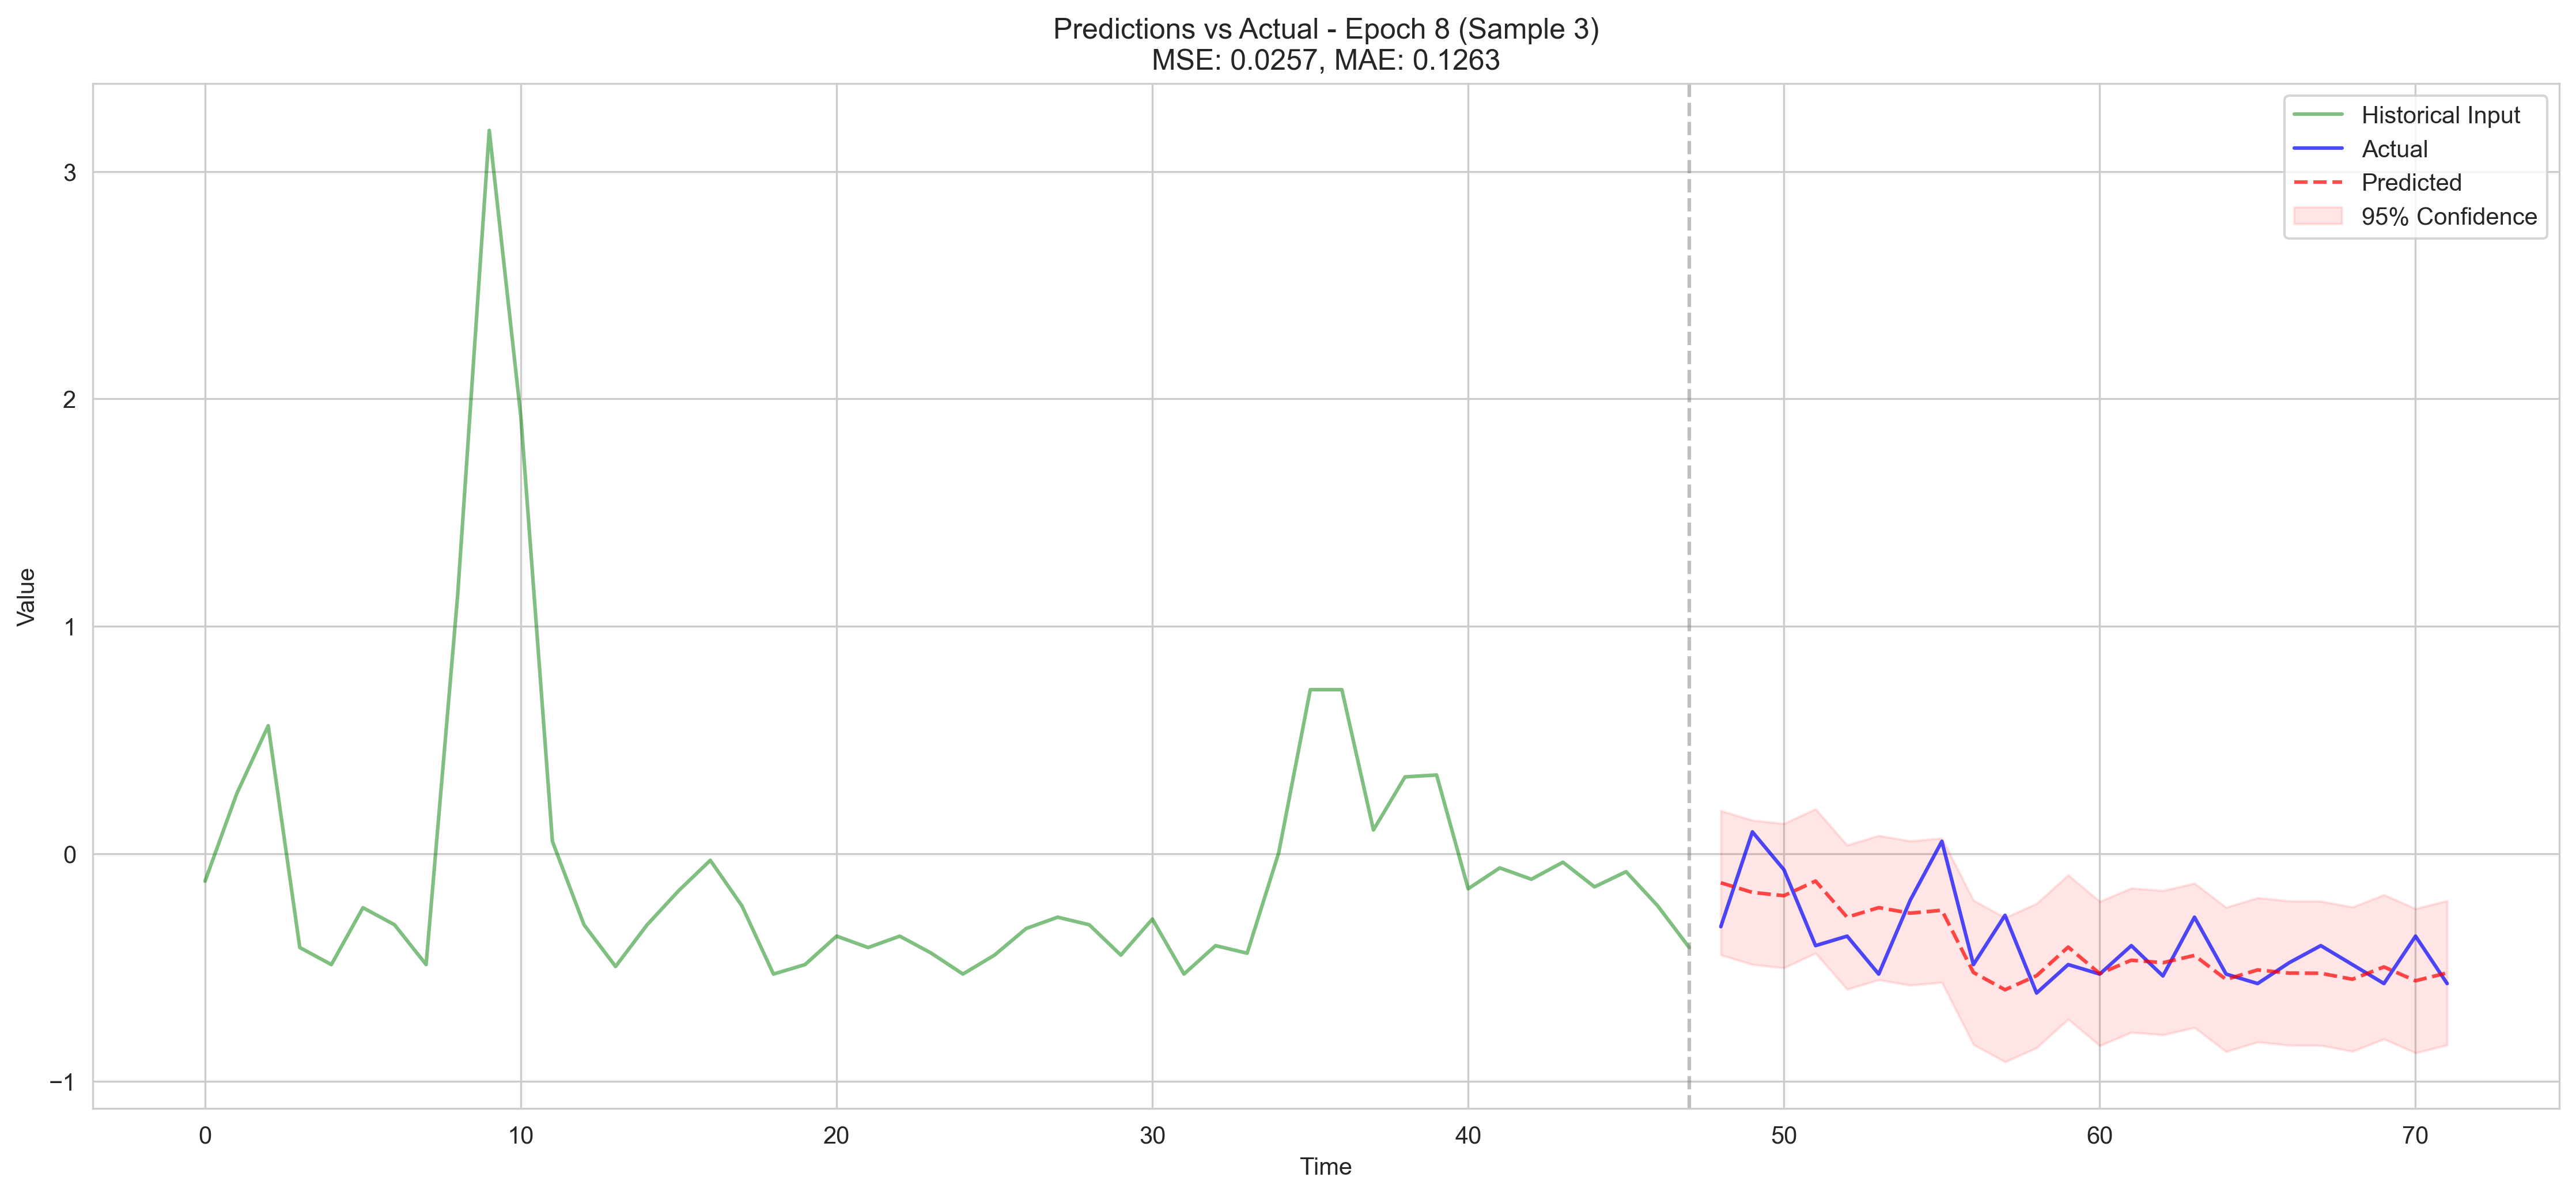 Predictions vs Actual - Epoch 8 (Sample 3)
MSE: 0.0257, MAE: 0.1263
Historical Input
Actual
Predicted
95% Confidence
Value
3
2
1
0
−1
0 10 20 30 40 50 60 70
Time